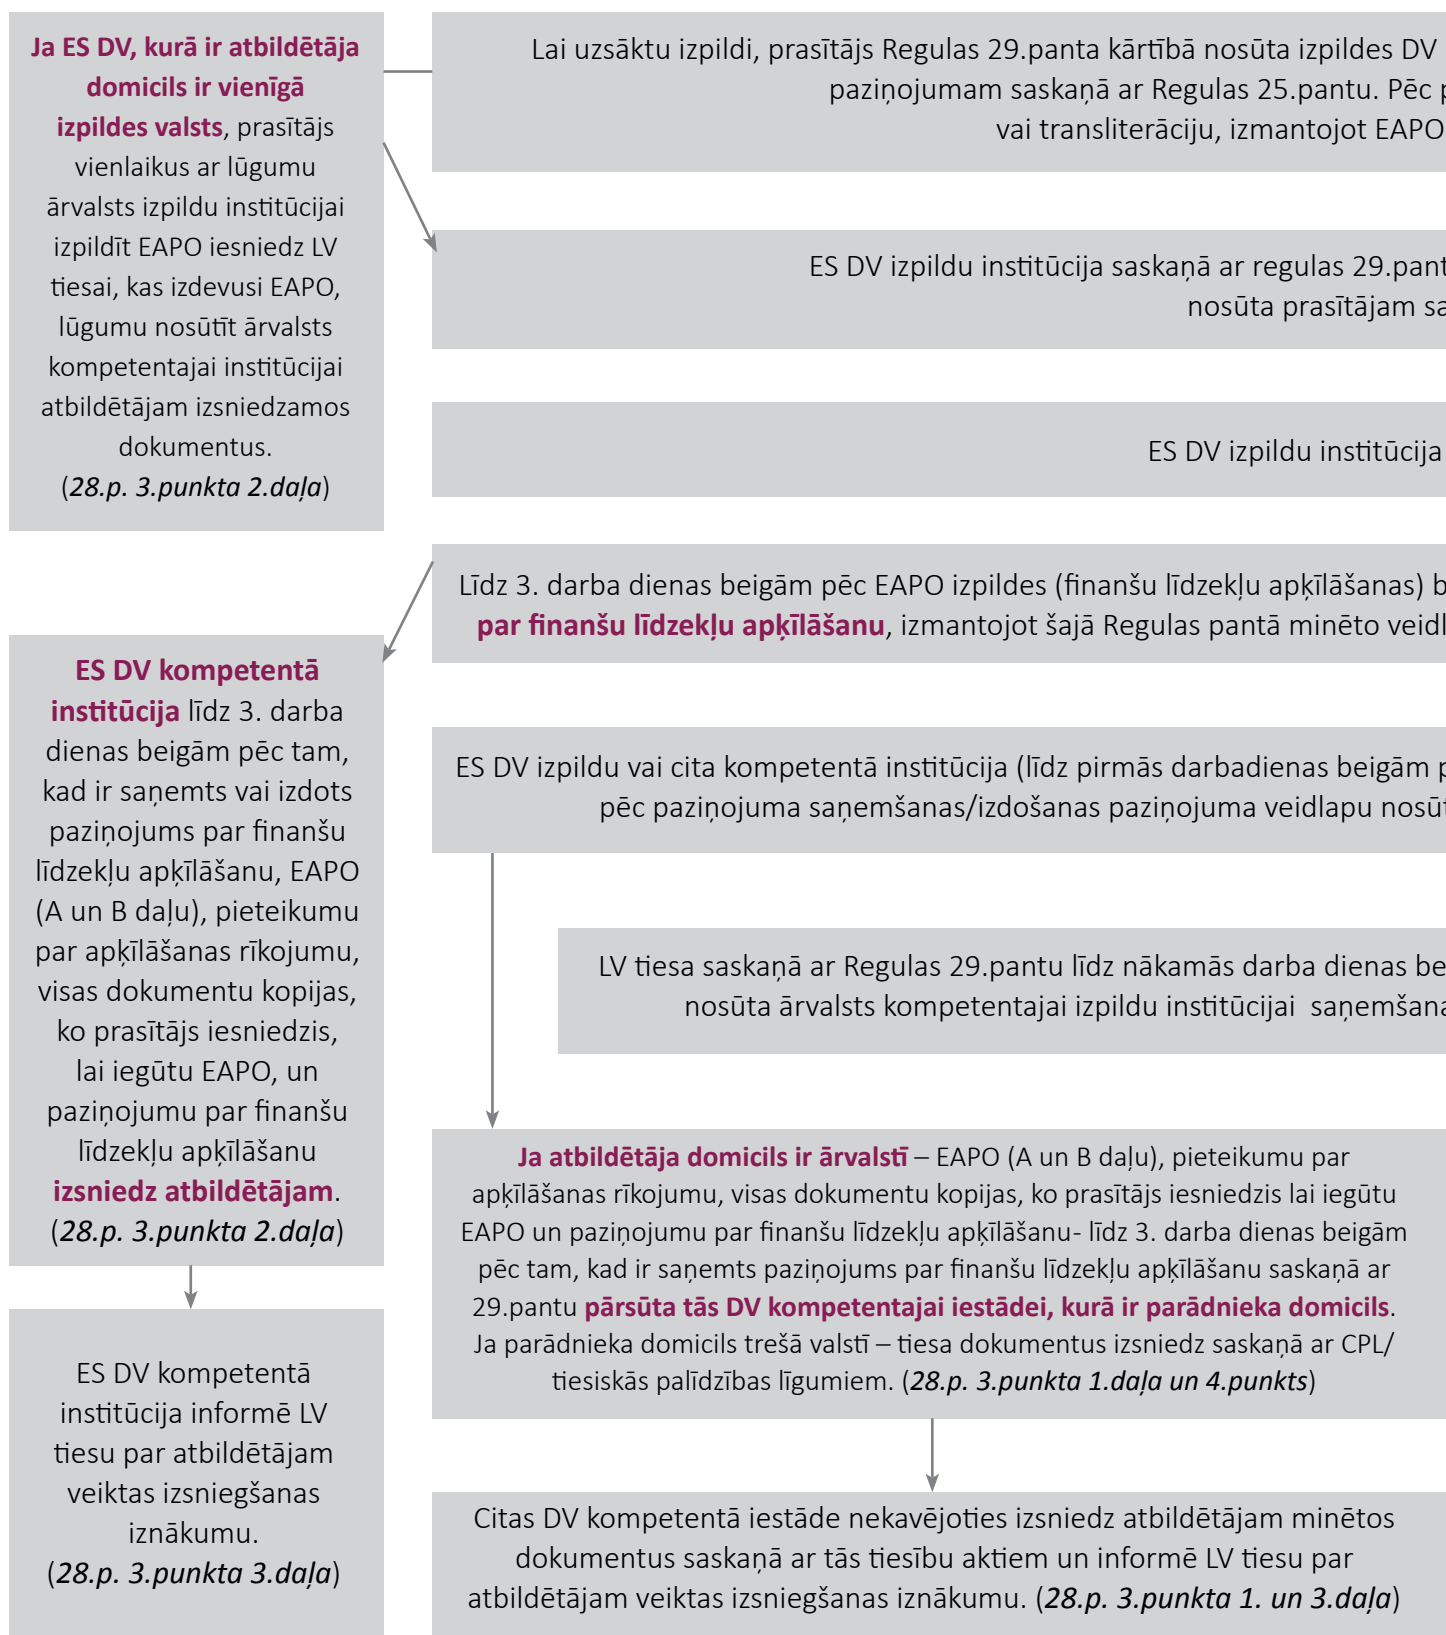 Ja ES DV, kurā ir atbildētāja
domicils ir vienīgā
izpildes valsts, prasītājs
vienlaikus ar lūgumu
ārvalsts izpildu institūcijai
izpildīt EAPO iesniedz LV
tiesai, kas izdevusi EAPO,
lūgumu nosūtīt ārvalsts
kompetentajai institūcijai
atbildētājam izsniedzamos
dokumentus.
(28.p. 3.punkta 2.daļa)
Lai uzsāktu izpildi, prasītājs Regulas 29.panta kārtībā nosūta izpildes DV
paziņojumam saskaņā ar Regulas 25.pantu. Pēc
vai transliterāciju, izmantojot EAPO
ES DV izpildu institūcija saskaņā ar regulas 29.pant
nosūta prasītājam sa
ES DV izpildu institūcija
Līdz 3. darba dienas beigām pēc EAPO izpildes (finanšu līdzekļu apķīlāšanas) b
par finanšu līdzekļu apķīlāšanu, izmantojot šajā Regulas pantā minēto veidl
ES DV kompetentā
institūcija līdz 3. darba
dienas beigām pēc tam,
kad ir saņemts vai izdots
paziņojums par finanšu
līdzekļu apķīlāšanu, EAPO
(A un B daļu), pieteikumu
par apķīlāšanas rīkojumu,
visas dokumentu kopijas,
ko prasītājs iesniedzis,
lai iegūtu EAPO, un
paziņojumu par finanšu
līdzekļu apķīlāšanu
izsniedz atbildētājam.
(28.p. 3.punkta 2.daļa)
ES DV izpildu vai cita kompetentā institūcija (līdz pirmās darbadienas beigām p
pēc paziņojuma saņemšanas/izdošanas paziņojuma veidlapu nosūt
LV tiesa saskaņā ar Regulas 29.pantu līdz nākamās darba dienas be
nosūta ārvalsts kompetentajai izpildu institūcijai saņemšana
Ja atbildētāja domicils ir ārvalstī – EAPO (A un B daļu), pieteikumu par
apķīlāšanas rīkojumu, visas dokumentu kopijas, ko prasītājs iesniedzis lai iegūtu
EAPO un paziņojumu par finanšu līdzekļu apķīlāšanu- līdz 3. darba dienas beigām
pēc tam, kad ir saņemts paziņojums par finanšu līdzekļu apķīlāšanu saskaņā ar
29.pantu pārsūta tās DV kompetentajai iestādei, kurā ir parādnieka domicils.
Ja parādnieka domicils trešā valstī – tiesa dokumentus izsniedz saskaņā ar CPL/
tiesiskās palīdzības līgumiem. (28.p. 3.punkta 1.daļa un 4.punkts)
ES DV kompetentā
institūcija informē LV
tiesu par atbildētājam
veiktas izsniegšanas
iznākumu.
(28.p. 3.punkta 3.daļa)
Citas DV kompetentā iestāde nekavējoties izsniedz atbildētājam minētos
dokumentus saskaņā ar tās tiesību aktiem un informē LV tiesu par
atbildētājam veiktas izsniegšanas iznākumu. (28.p. 3.punkta 1. un 3.daļa)